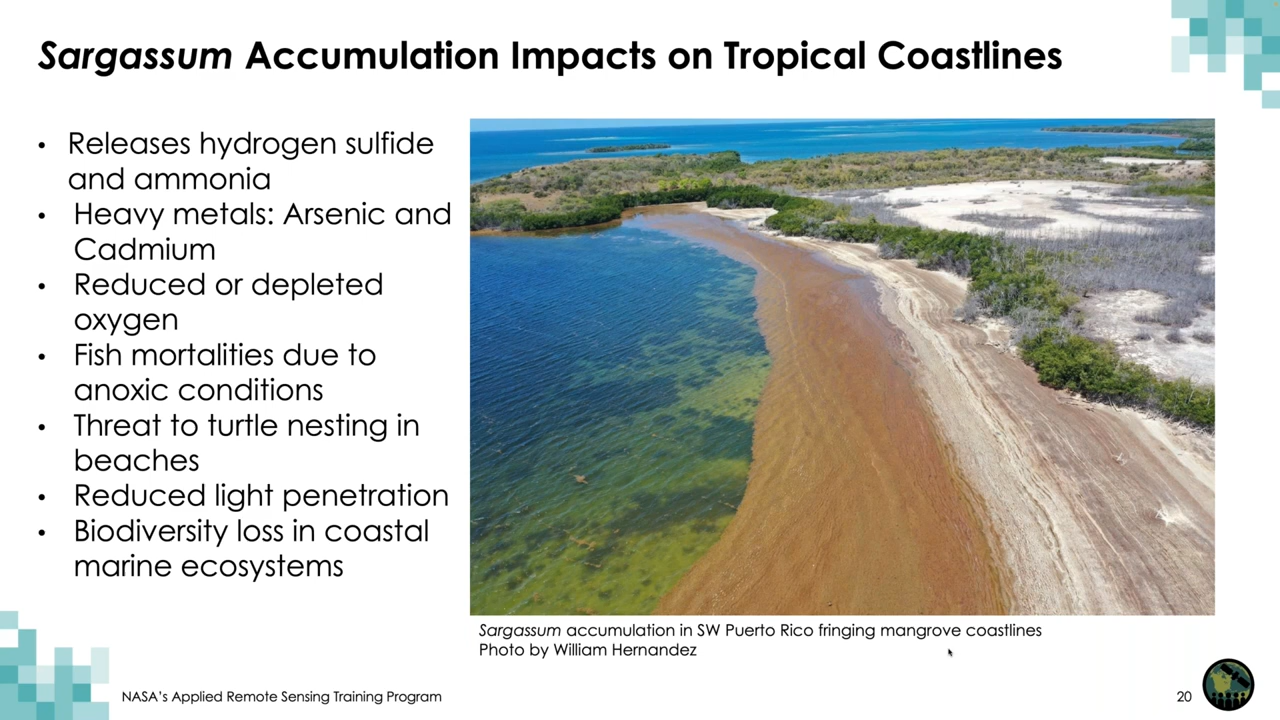 Sargassum Accumulation Impacts on Tropical Coastlines
• Releases hydrogen sulfide
and ammonia
• Heavy metals: Arsenic and
Cadmium
• Reduced or depleted
oxygen
• Fish mortalities due to
anoxic conditions
• Threat to turtle nesting in
beaches
• Reduced light penetration
• Biodiversity loss in coastal
marine ecosystems
Sargassum accumulation in SW Puerto Rico fringing mangrove coastlines
Photo by William Hernandez
NASA's Applied Remote Sensing Training Program
20